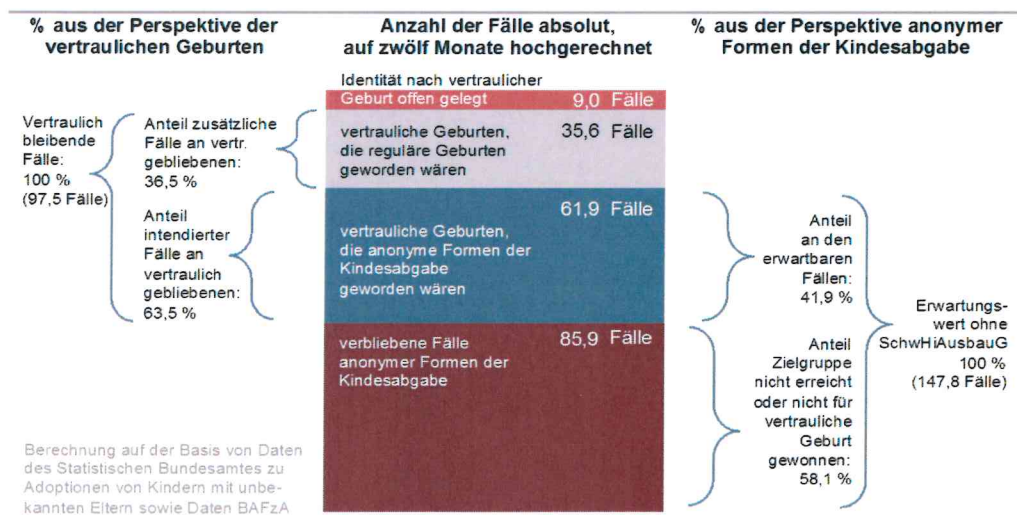 % aus der Perspektive der
vertraulichen Geburten
Anzahl der Fälle absolut,
auf zwölf Monate hochgerechnet
% aus der Perspektive anonymer
Formen der Kindesabgabe
Vertraulich
bleibende
Fälle:
100 %
(97,5 Fälle)
Anteil zusätzliche
Fälle an vertr.
gebliebenen:
36,5 %
Anteil
intendierter
Fälle an
vertraulich
gebliebenen:
63,5 %
Identität nach vertraulicher
Geburt offen gelegt 9,0 Fälle
vertrauliche Geburten, 35,6 Fälle
die reguläre Geburten
geworden wären
61,9 Fälle
vertrauliche Geburten,
die anonyme Formen der
Kindesabgabe
geworden wären
verbliebene Fälle 85,9 Fälle
anonymer Formen der
Kindesabgabe
Anteil
an den
erwartbaren
Fällen:
41,9 %
Anteil
Zielgruppe
nicht erreicht
oder nicht für
vertrauliche
Geburt
gewonnen:
58,1 %
Erwartungs-
wert ohne
SchwHiAusbauG
100 %
(147,8 Fälle)
Berechnung auf der Basis von Daten
des Statistischen Bundesamtes zu
Adoptionen von Kindern mit unbe-
kannten Eltern sowie Daten BAFzA